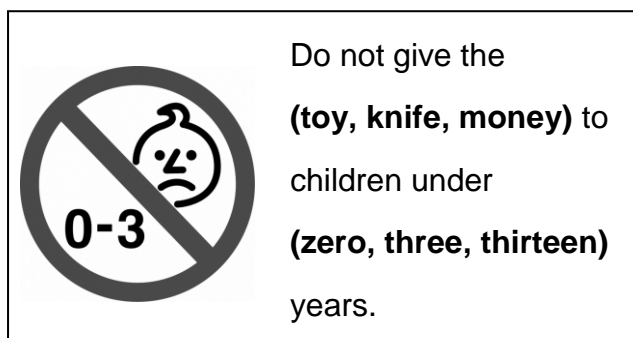 0-3
Do not give the
(toy, knife, money) to
children under
(zero, three, thirteen)
years.